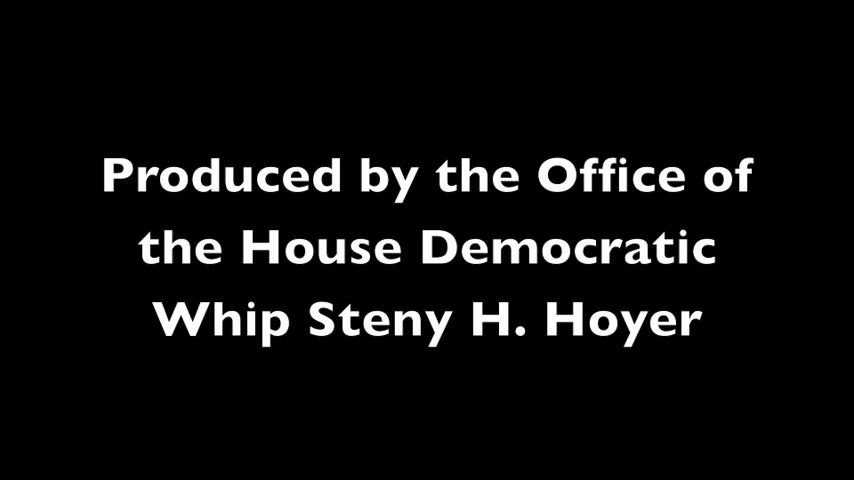 Produced by the Office of
the House Democratic
Whip Steny H. Hoyer